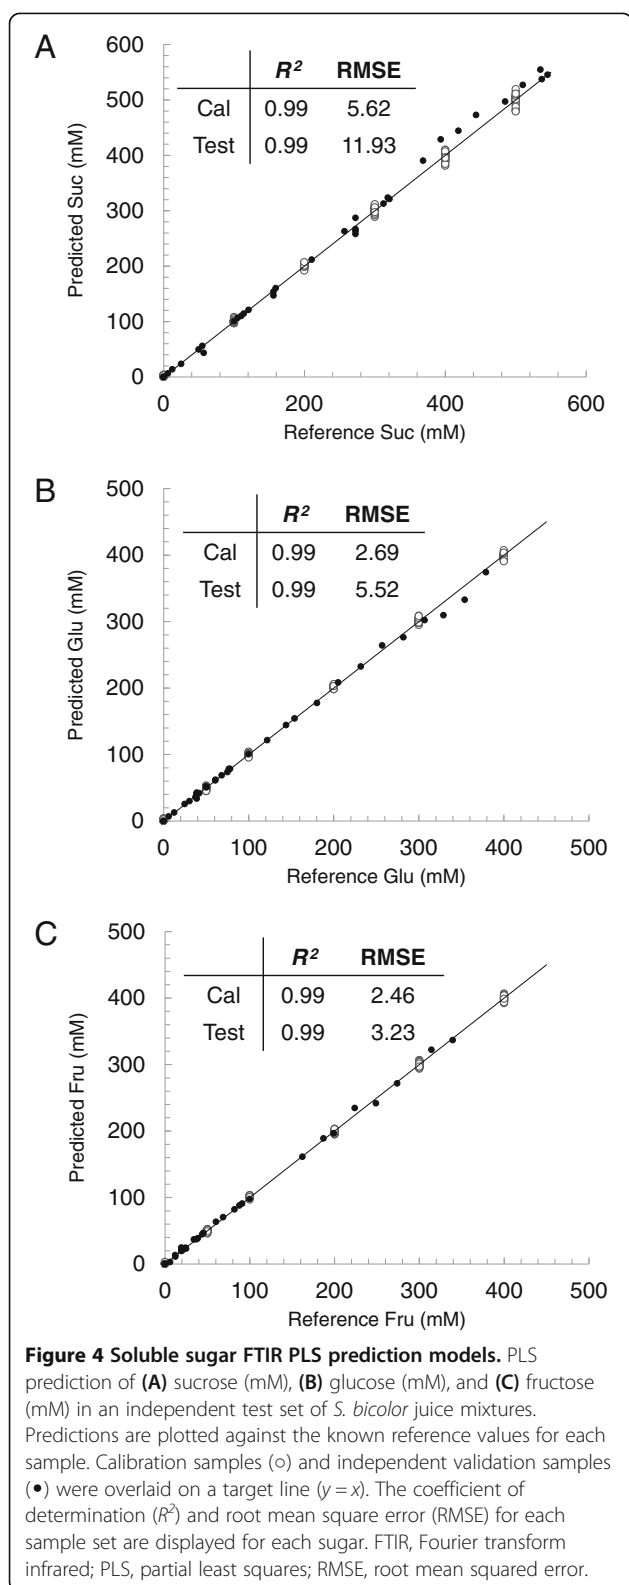 A
600
500
400
300
200
100
0
0 200 400 600
Predicted Suc (mM)
Reference Suc (mM)
R² RMSE
Cal 0.99 5.62
Test 0.99 11.93
B
500
400
300
200
100
0
0 100 200 300 400 500
Predicted Glu (mM)
Reference Glu (mM)
R² RMSE
Cal 0.99 2.69
Test 0.99 5.52
C
500
400
300
200
100
0
0 100 200 300 400 500
Predicted Fru (mM)
Reference Fru (mM)
R² RMSE
Cal 0.99 2.46
Test 0.99 3.23
Figure 4 Soluble sugar FTIR PLS prediction models. PLS
prediction of (A) sucrose (mM), (B) glucose (mM), and (C) fructose
(mM) in an independent test set of S. bicolor juice mixtures.
Predictions are plotted against the known reference values for each
sample. Calibration samples (○) and independent validation samples
(●) were overlaid on a target line (y = x). The coefficient of
determination (R²) and root mean square error (RMSE) for each
sample set are displayed for each sugar. FTIR, Fourier transform
infrared; PLS, partial least squares; RMSE, root mean squared error.